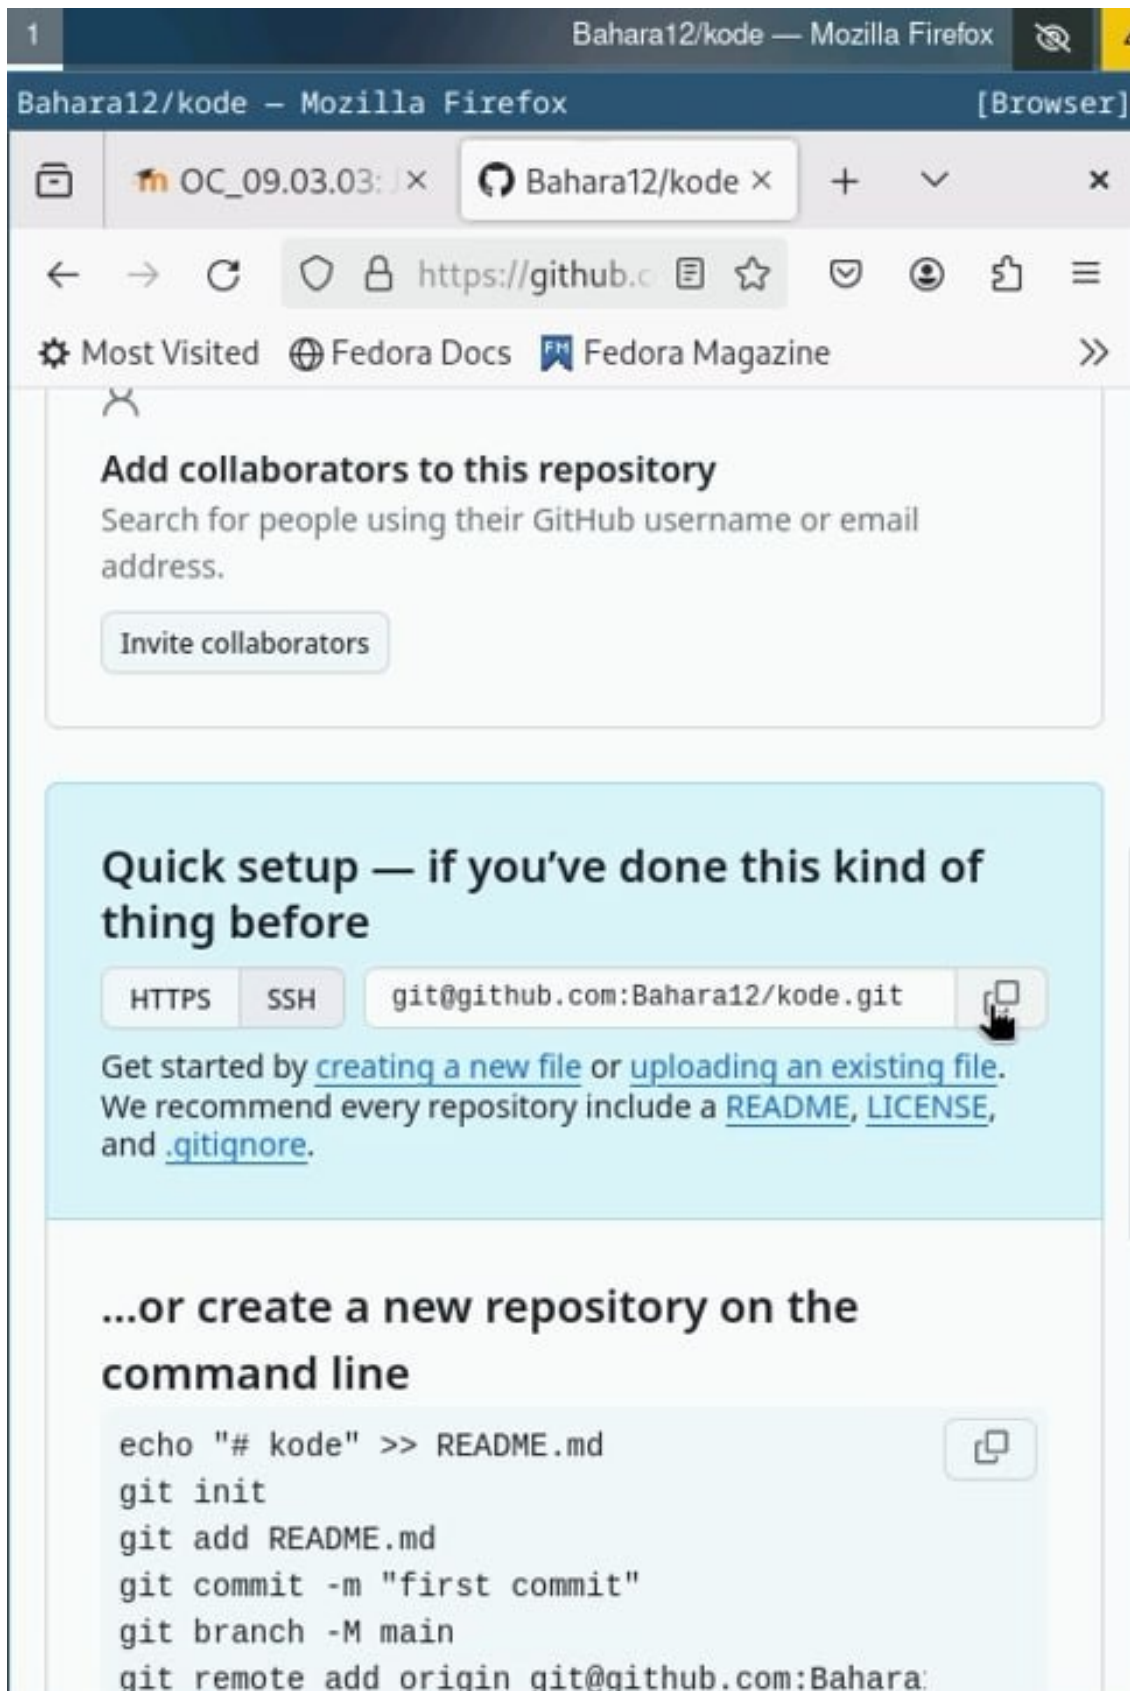 1
Bahara12/kode — Mozilla Firefox
Bahara12/kode — Mozilla Firefox [Browser]
OC_09.03.03: Bahara12/kode
https://github.c
Most Visited Fedora Docs Fedora Magazine
Add collaborators to this repository
Search for people using their GitHub username or email
address.
Invite collaborators
Quick setup — if you’ve done this kind of
thing before
HTTPS SSH git@github.com:Bahara12/kode.git
Get started by creating a new file or uploading an existing file.
We recommend every repository include a README, LICENSE,
and .gitignore.
…or create a new repository on the
command line
echo "# kode" >> README.md
git init
git add README.md
git commit -m "first commit"
git branch -M main
git remote add origin git@github.com:Bahara